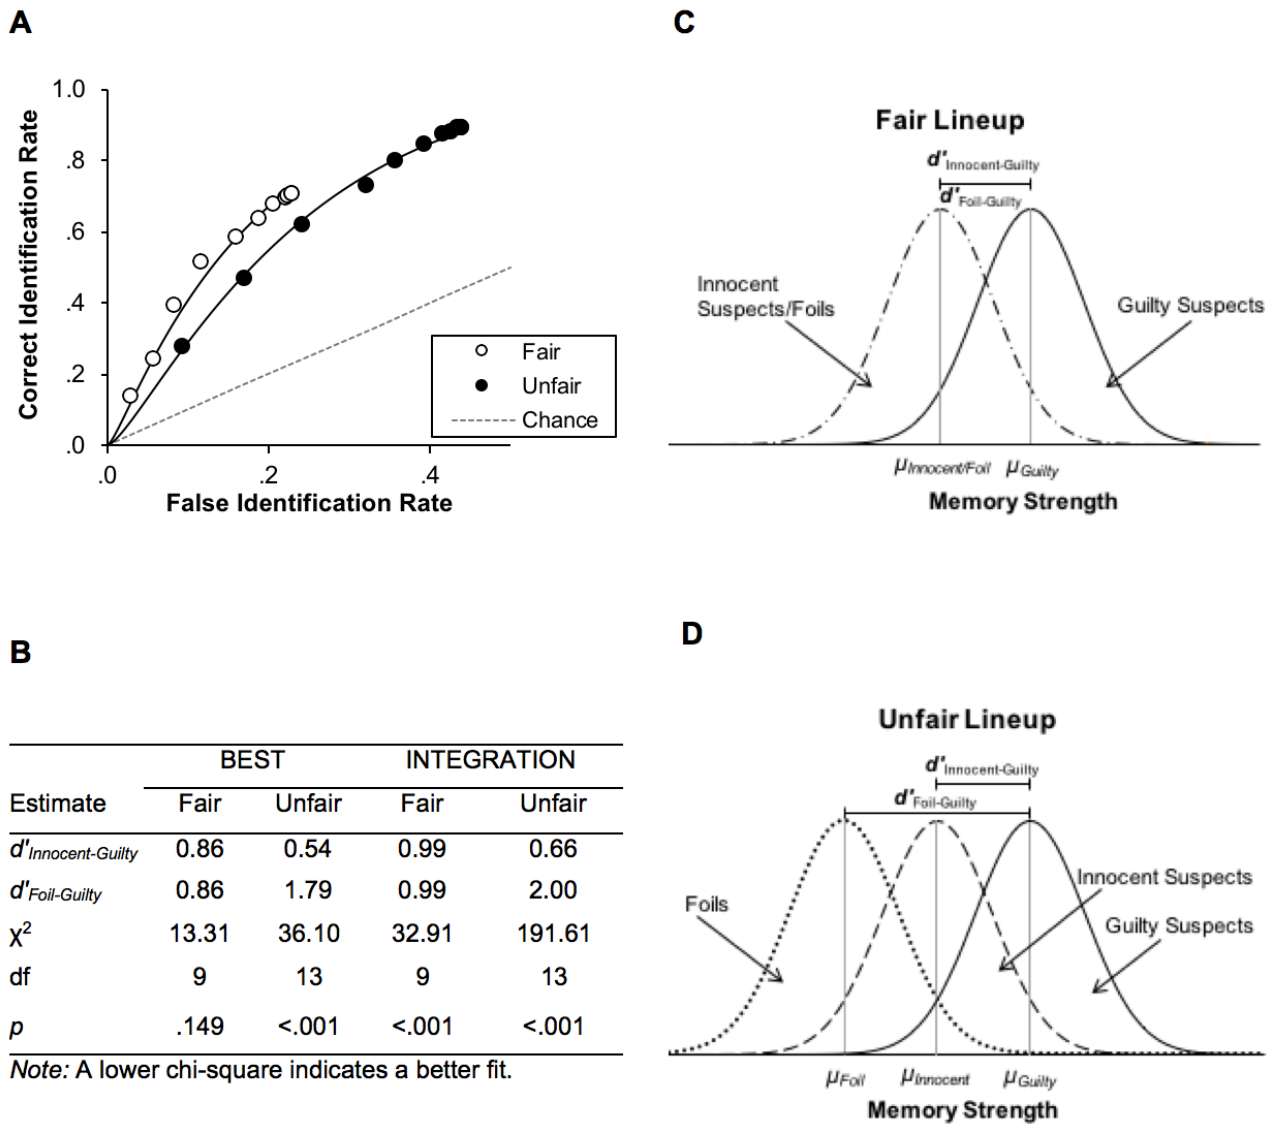 A
1.0
.8
.6
.4
.2
.0
Correct Identification Rate
.0 .2 .4
False Identification Rate
Fair
Unfair
Chance
B
BEST INTEGRATION
Estimate Fair Unfair Fair Unfair
d'Innocent-Guilty 0.86 0.54 0.99 0.66
d'Foil-Guilty 0.86 1.79 0.99 2.00
χ2 13.31 36.10 32.91 191.61
df 9 13 9 13
p .149 <.001 <.001 <.001
Note: A lower chi-square indicates a better fit.
C
Fair Lineup
d'Innocent-Guilty
d'Foil-Guilty
Innocent
Suspects/Foils
Guilty Suspects
μInnocent/Foil μGuilty
Memory Strength
D
Unfair Lineup
d'Innocent-Guilty
d'Foil-Guilty
Innocent Suspects
Foils
Guilty Suspects
μFoil μInnocent μGuilty
Memory Strength